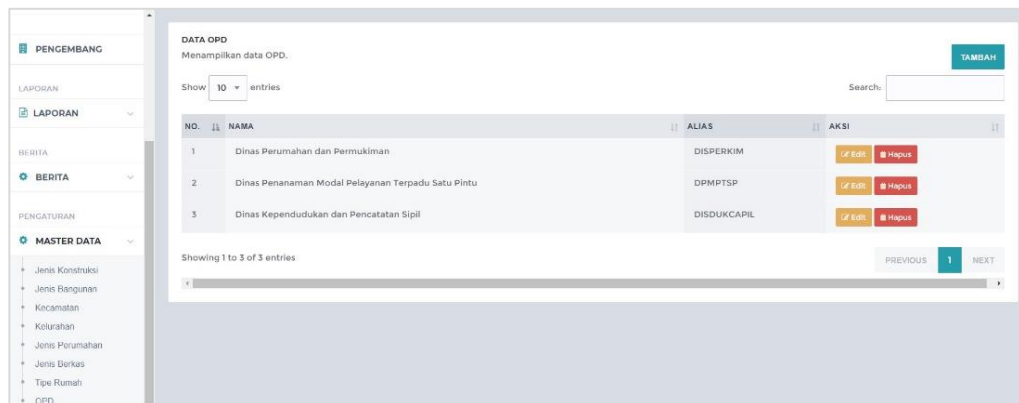 PENGEMBANG
LAPORAN
LAPORAN
BERITA
BERITA
PENGATURAN
MASTER DATA
Jenis Konstruksi
Jenis Bangunan
Kecamatan
Kelurahan
Jenis Perumahan
Jenis Berkas
Tipe Rumah
OPD
DATA OPD
Menampilkan data OPD.
TAMBAH
Show 10 entries
Search:
NO. NAMA ALIAS AKSI
1 Dinas Perumahan dan Permukiman DISPERKIM Edit Hapus
2 Dinas Penanaman Modal Pelayanan Terpadu Satu Pintu DPMPTSP Edit Hapus
3 Dinas Kependudukan dan Pencatatan Sipil DISDUKCAPIL Edit Hapus
Showing 1 to 3 of 3 entries
PREVIOUS 1 NEXT